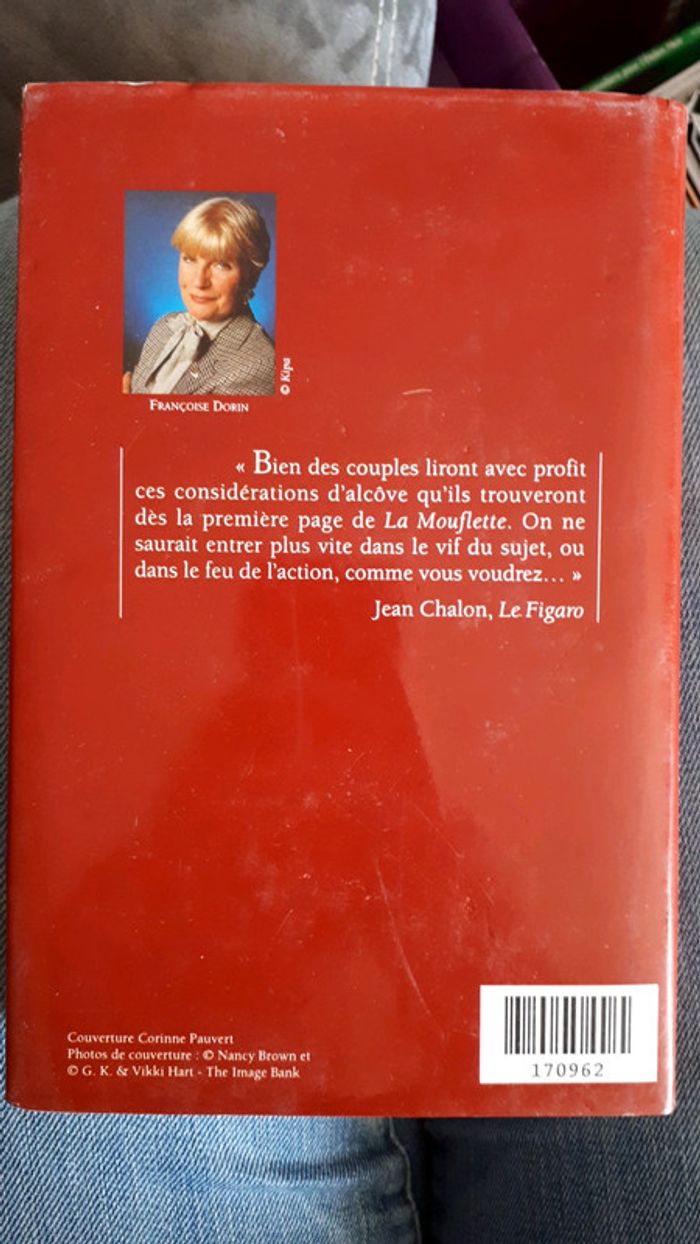 © Kipa
FRANÇOISE DORIN
« Bien des couples liront avec profit
ces considérations d'alcôve qu'ils trouveront
dès la première page de La Mouflette. On ne
saurait entrer plus vite dans le vif du sujet, ou
dans le feu de l'action, comme vous voudrez... »
Jean Chalon, Le Figaro
Couverture Corinne Pauvert
Photos de couverture : © Nancy Brown et
© G. K. & Vikki Hart - The Image Bank
170962